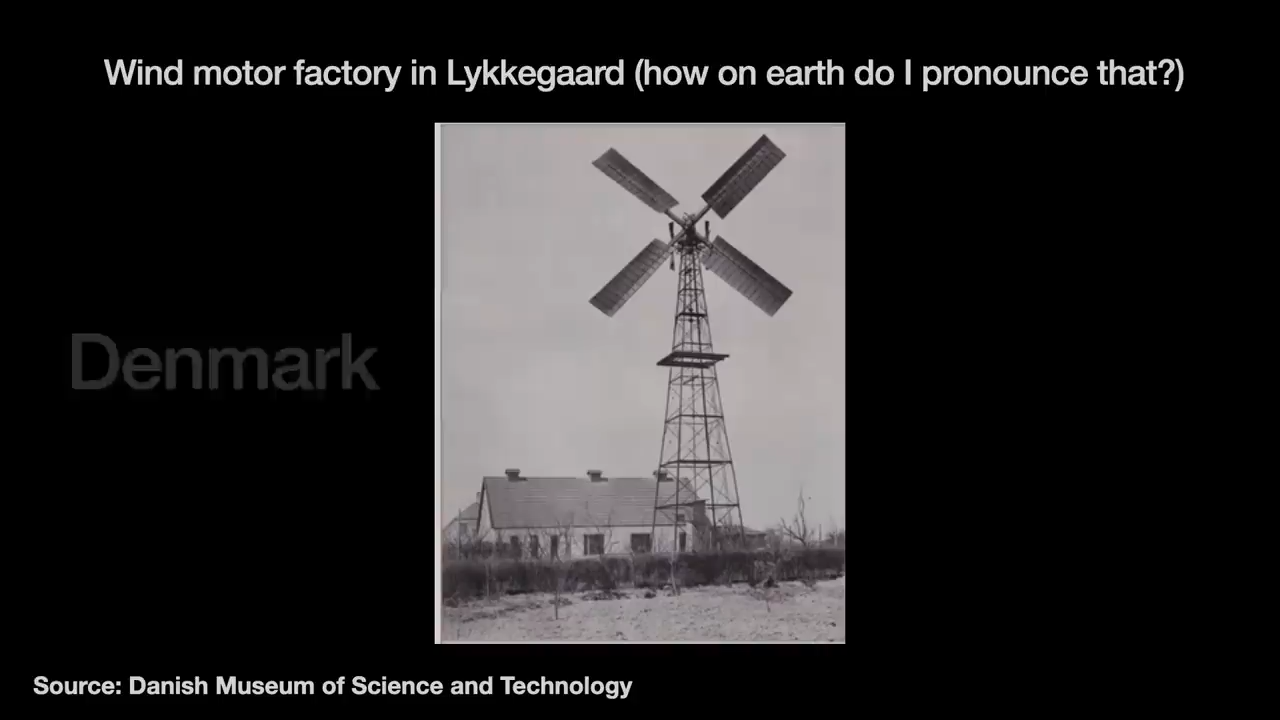 Wind motor factory in Lykkegaard (how on earth do I pronounce that?)
Denmark
Source: Danish Museum of Science and Technology